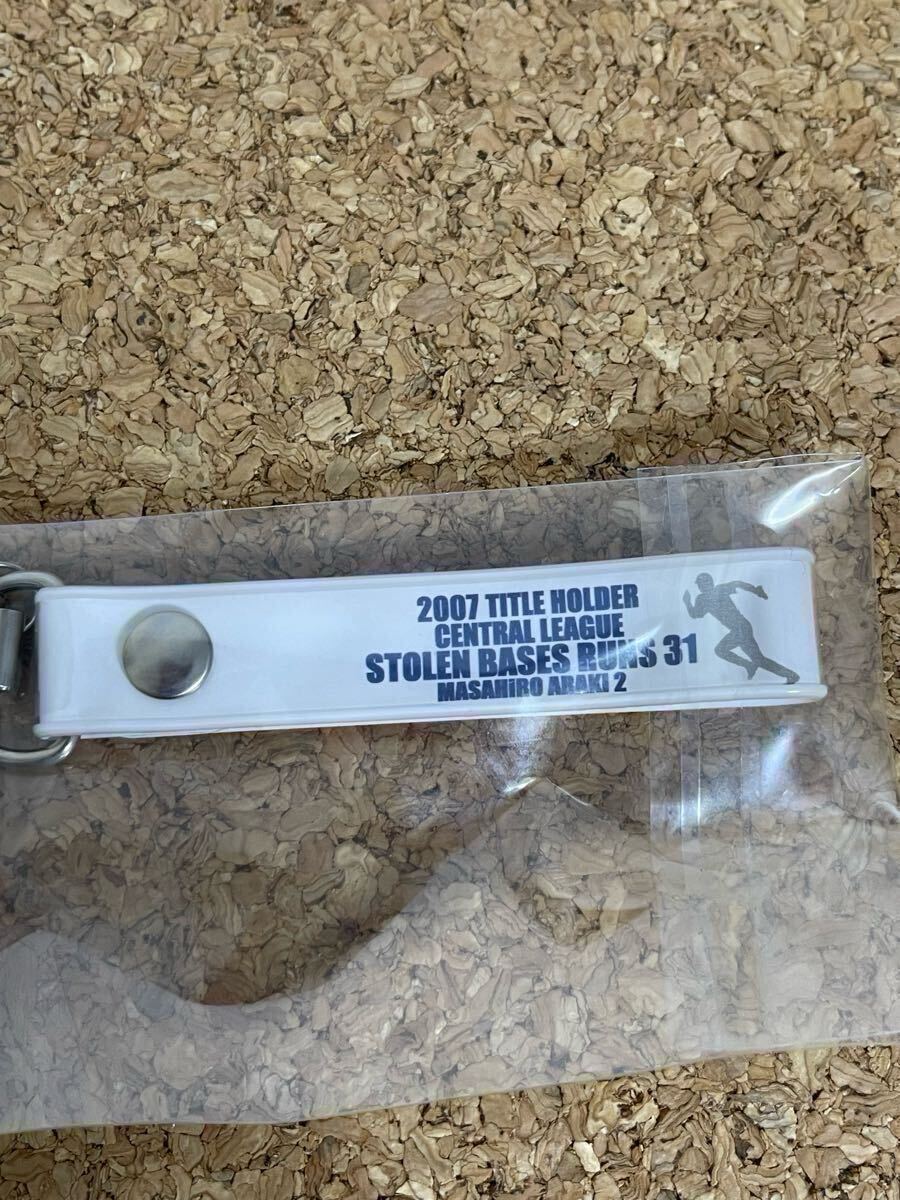 2007 TITLE HOLDER
CENTRAL LEAGUE
STOLEN BASES RUNS 31
MASAHiRO ARAKi 2